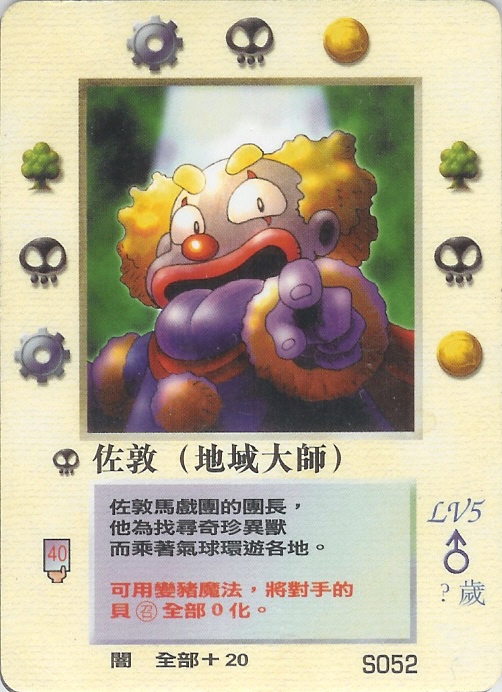 佐敦（地域大師）
佐敦馬戲團的團長，
他為找尋奇珍異獸
而乘著氣球環遊各地。
可用變豬魔法，將對手的
貝㊁全部0化。
LV5
♂
?歲
40
闇 全部＋20
S052